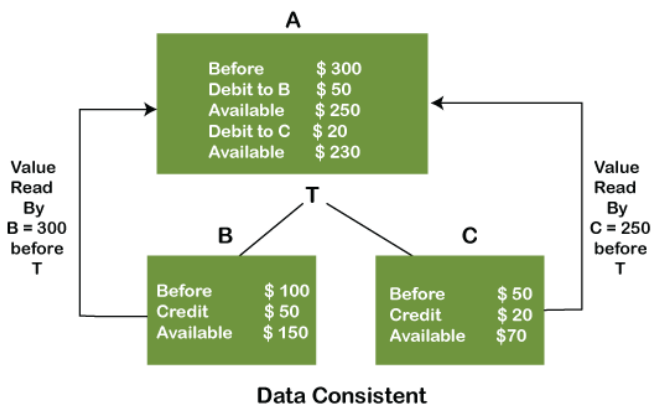 A
Before $ 300
Debit to B $ 50
Available $ 250
Debit to C $ 20
Available $ 230
Value
Read
By
B = 300
before
T
Value
Read
By
C = 250
before
T
T
B
Before $ 100
Credit $ 50
Available $ 150
C
Before $ 50
Credit $ 20
Available $70
Data Consistent